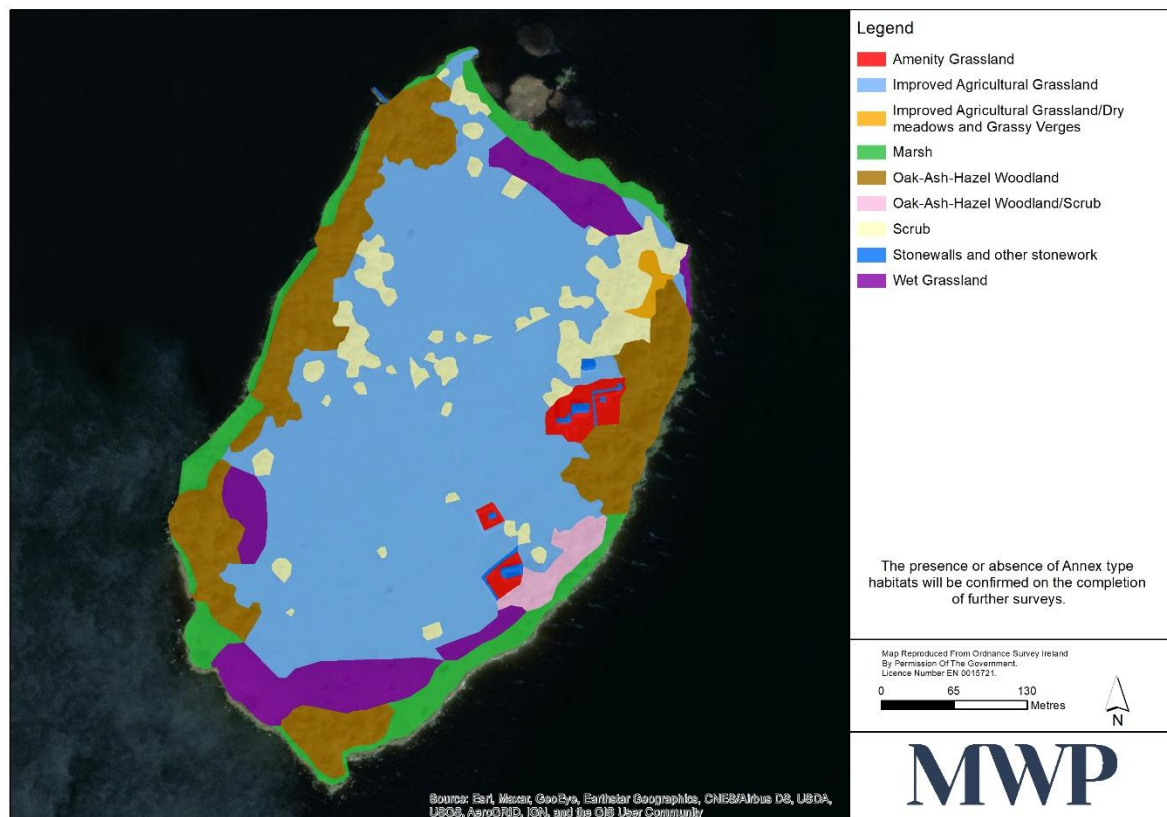 Legend
Amenity Grassland
Improved Agricultural Grassland
Improved Agricultural Grassland/Dry
meadows and Grassy Verges
Marsh
Oak-Ash-Hazel Woodland
Oak-Ash-Hazel Woodland/Scrub
Scrub
Stonewalls and other stonework
Wet Grassland
The presence or absence of Annex type
habitats will be confirmed on the completion
of further surveys.
Map Reproduced From Ordnance Survey Ireland
By Permission Of The Government.
Licence Number EN 0015721.
0 65 130
Metres
N
MWP
Source: Esri, Maxar, GeoEye, Earthstar Geographics, CNES/Airbus DS, USDA,
USGS, AeroGRID, IGN, and the GIS User Community